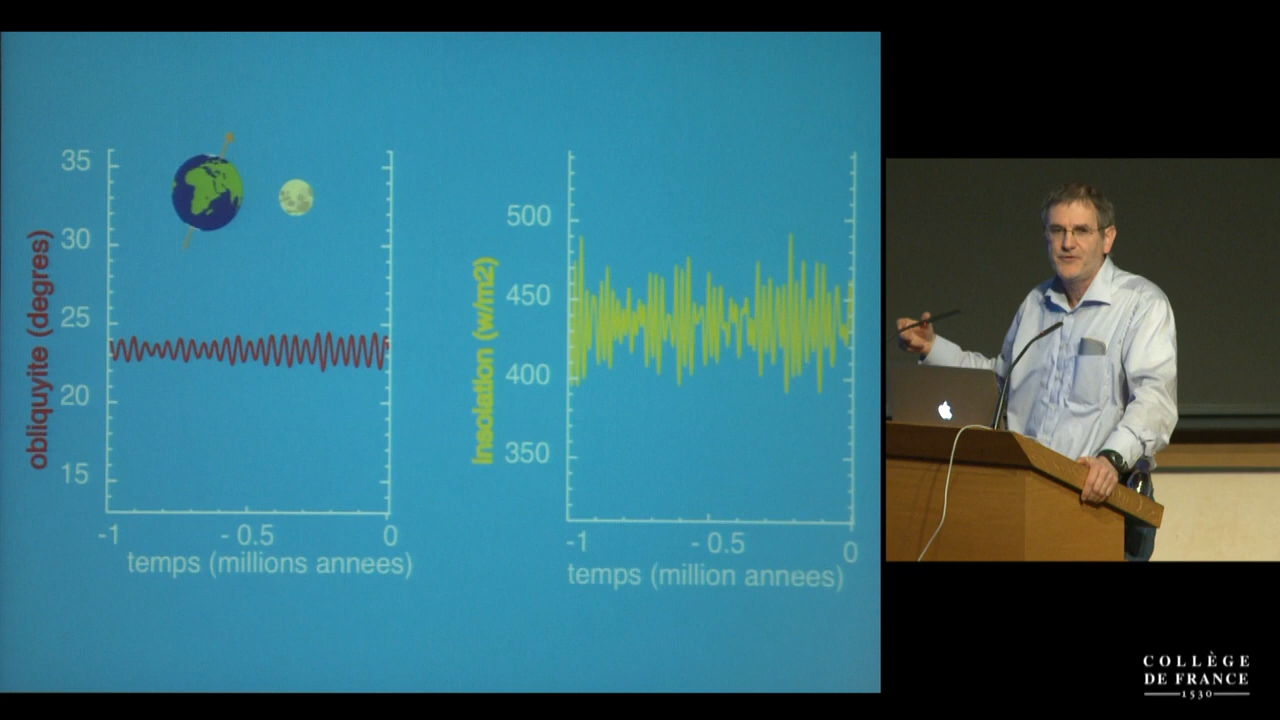 35
30
25
20
15
obliquyite (degres)
-1
- 0.5
0
temps (millions annees)
500
450
400
350
insolation (w/m2)
-1
- 0.5
0
temps (million annees)
COLLÈGE
DE FRANCE
1530